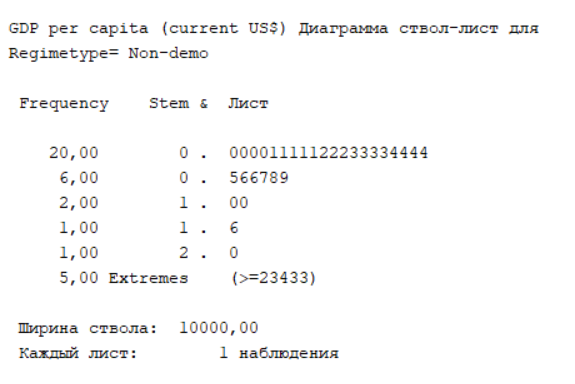 GDP per capita (current US$) Диаграмма ствол-лист для
Regimetype= Non-demo
Frequency Stem & Лист
20,00 0 . 00001111122233334444
6,00 0 . 566789
2,00 1 . 00
1,00 1 . 6
1,00 2 . 0
5,00 Extremes (>=23433)
Ширина ствола: 10000,00
Каждый лист: 1 наблюдения